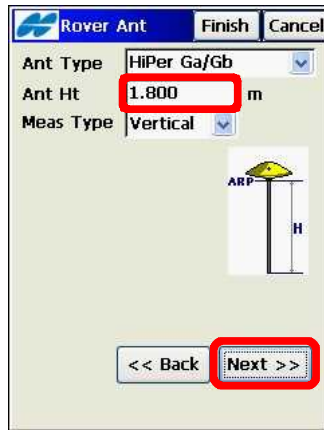 Rover Ant Finish Cancel
Ant Type HiPer Ga/Gb
Ant Ht 1.800 m
Meas Type Vertical
ARP
H
<< Back Next >>